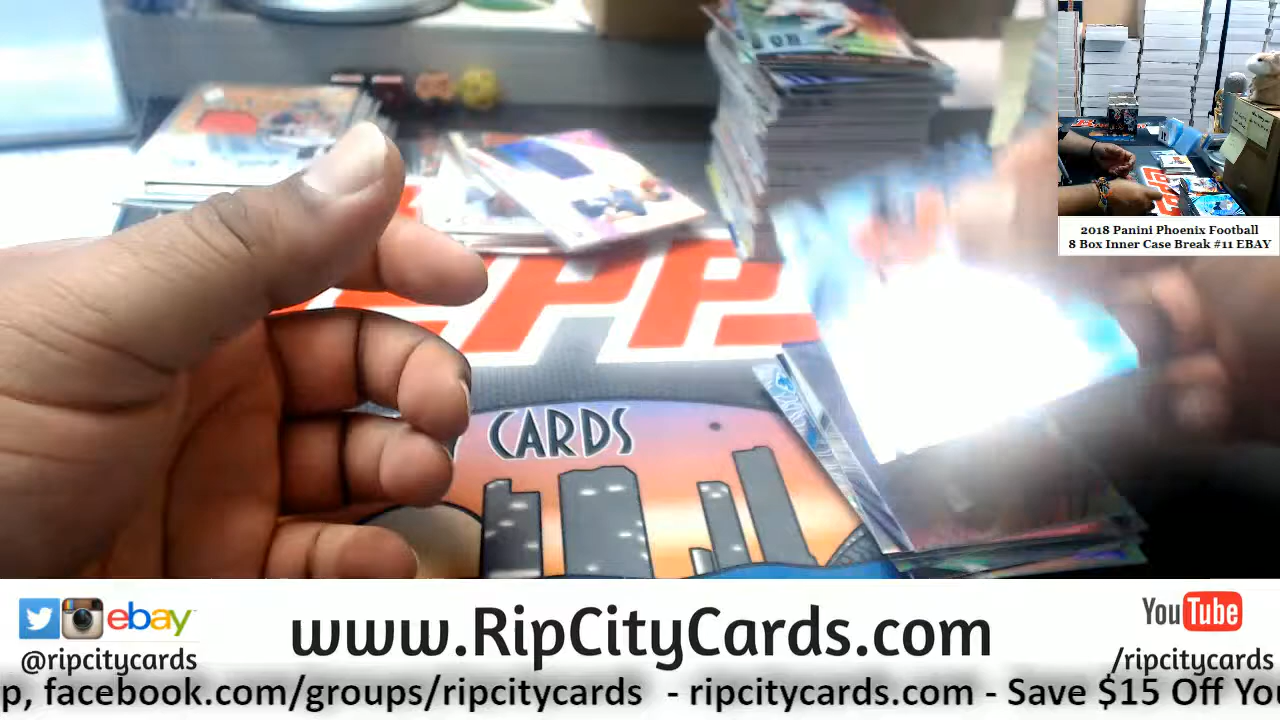 2018 Panini Phoenix Football
8 Box Inner Case Break #11 EBAY
CARDS
ebay
@ripcitycards
www.RipCityCards.com
YouTube
/ripcitycards
p, facebook.com/groups/ripcitycards - ripcitycards.com - Save $15 Off You